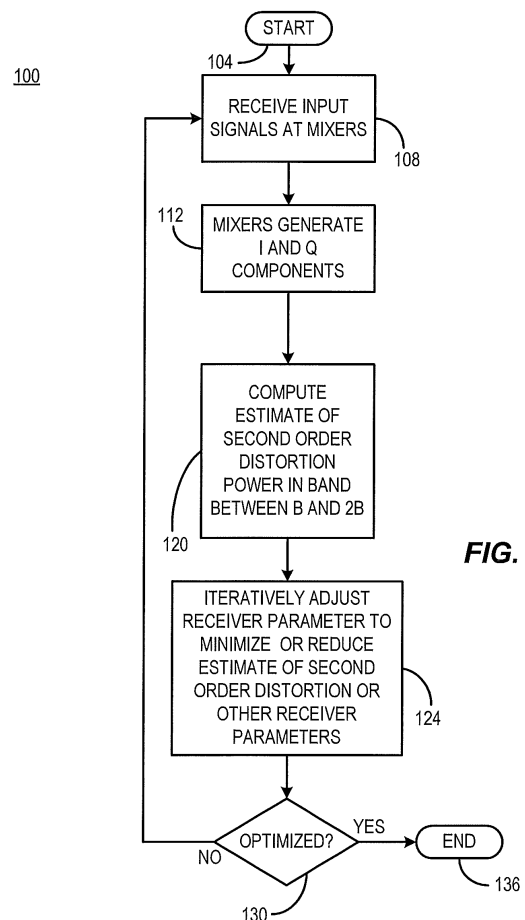 START
104
100
RECEIVE INPUT
SIGNALS AT MIXERS
108
112
MIXERS GENERATE
I AND Q
COMPONENTS
COMPUTE
ESTIMATE OF
SECOND ORDER
DISTORTION
POWER IN BAND
BETWEEN B AND 2B
120
FIG.
ITERATIVELY ADJUST
RECEIVER PARAMETER TO
MINIMIZE OR REDUCE
ESTIMATE OF SECOND
ORDER DISTORTION OR
OTHER RECEIVER
PARAMETERS
124
OPTIMIZED?
YES
NO
END
136
130